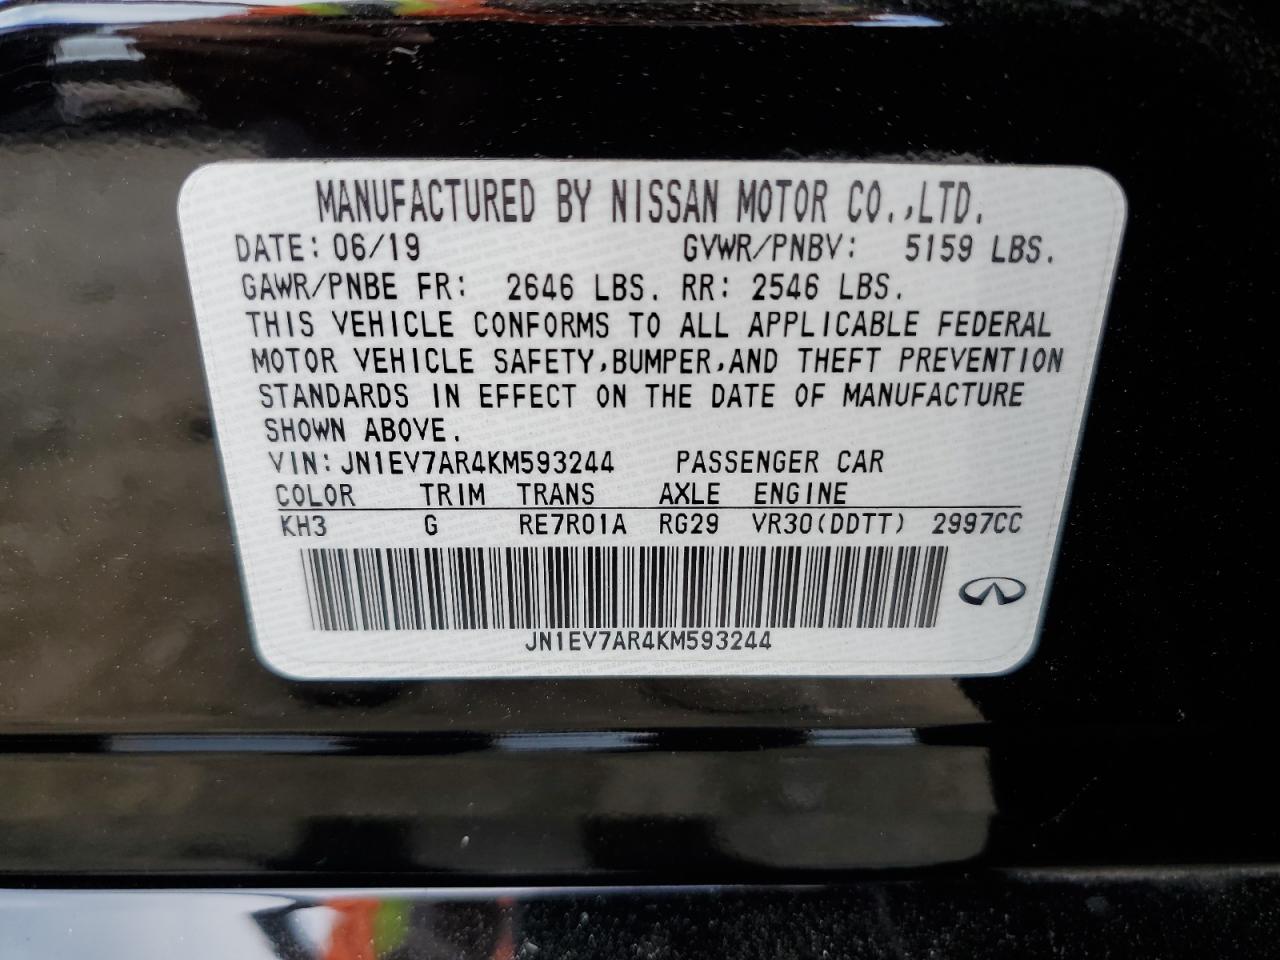 MANUFACTURED BY NISSAN MOTOR CO.,LTD.
DATE: 06/19 GVWR/PNBV: 5159 LBS.
GAWR/PNBE FR: 2646 LBS. RR: 2546 LBS.
THIS VEHICLE CONFORMS TO ALL APPLICABLE FEDERAL
MOTOR VEHICLE SAFETY,BUMPER,AND THEFT PREVENTION
STANDARDS IN EFFECT ON THE DATE OF MANUFACTURE
SHOWN ABOVE.
VIN: JN1EV7AR4KM593244 PASSENGER CAR
COLOR TRIM TRANS AXLE ENGINE
KH3 G RE7R01A RG29 VR30(DDTT) 2997CC
JN1EV7AR4KM593244